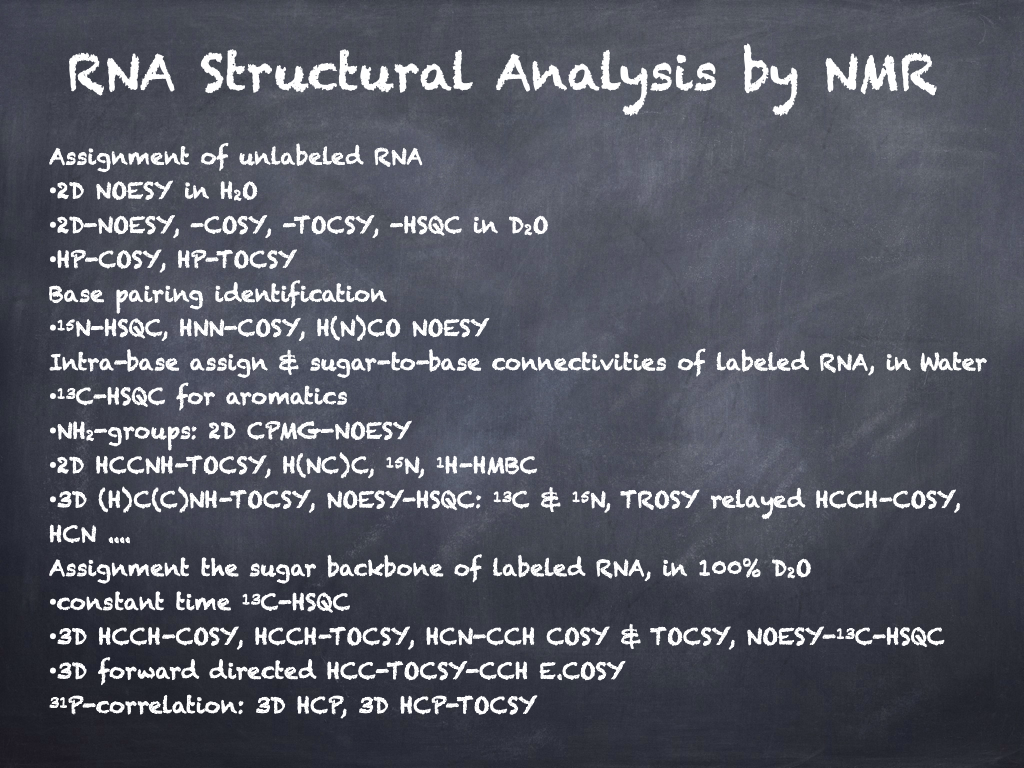 RNA Structural Analysis by NMR
Assignment of unlabeled RNA
•2D NOESY in H₂O
•2D-NOESY, -COSY, -TOCSY, -HSQC in D₂O
•HP-COSY, HP-TOCSY
Base pairing identification
•¹⁵N-HSQC, HNN-COSY, H(N)CO NOESY
Intra-base assign & sugar-to-base connectivities of labeled RNA, in Water
•¹³C-HSQC for aromatics
•NH₂-groups: 2D CPMG-NOESY
•2D HCCNH-TOCSY, H(NC)C, ¹⁵N, ¹H-HMBC
•3D (H)C(C)NH-TOCSY, NOESY-HSQC: ¹³C & ¹⁵N, TROSY relayed HCCH-COSY,
HCN ....
Assignment the sugar backbone of labeled RNA, in 100% D₂O
•constant time ¹³C-HSQC
•3D HCCH-COSY, HCCH-TOCSY, HCN-CCH COSY & TOCSY, NOESY-¹³C-HSQC
•3D forward directed HCC-TOCSY-CCH E.COSY
³¹P-correlation: 3D HCP, 3D HCP-TOCSY